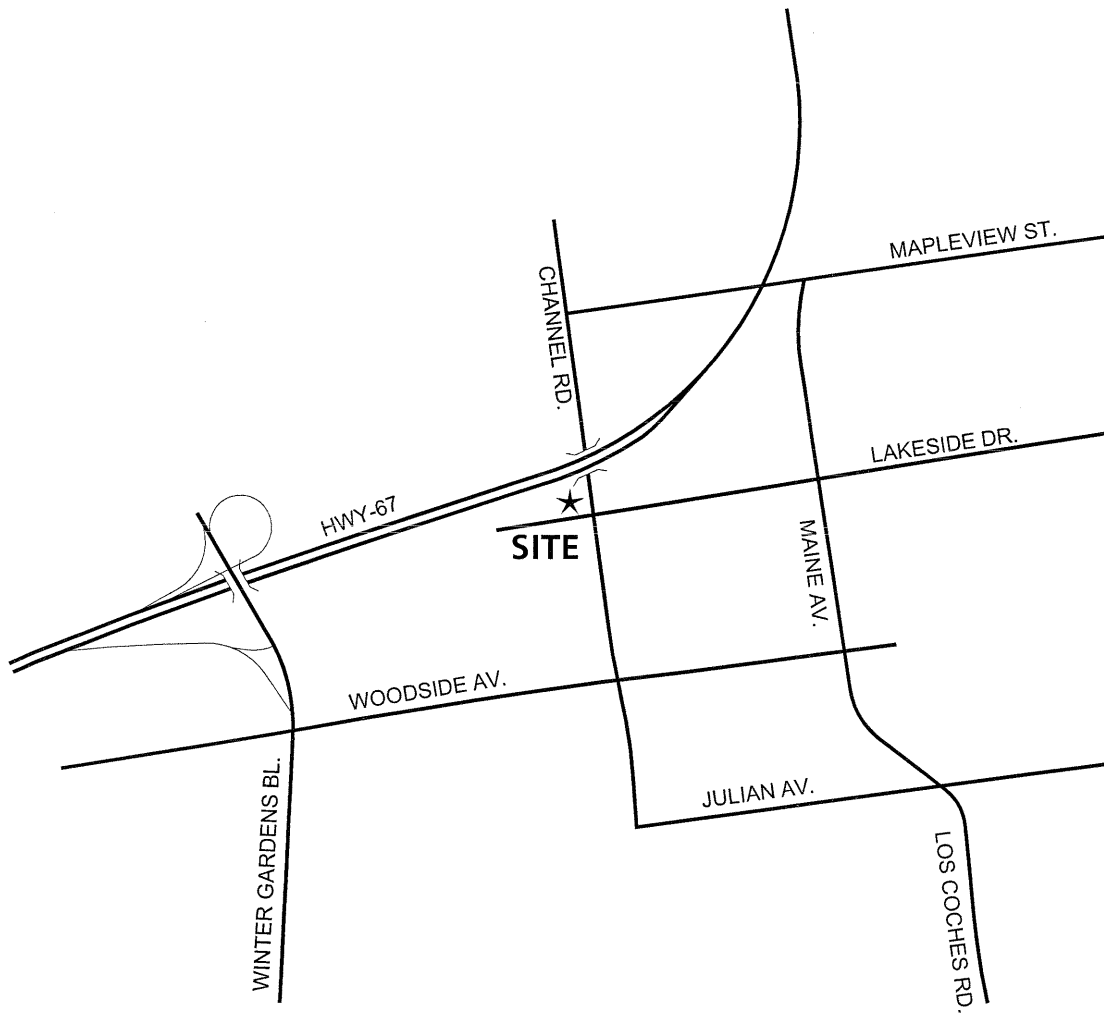 MAPLEVIEW ST.
CHANNEL RD.
LAKESIDE DR.
HWY-67
SITE
MAINE AV.
WOODSIDE AV.
JULIAN AV.
WINTER GARDENS BL.
LOS COCHES RD.